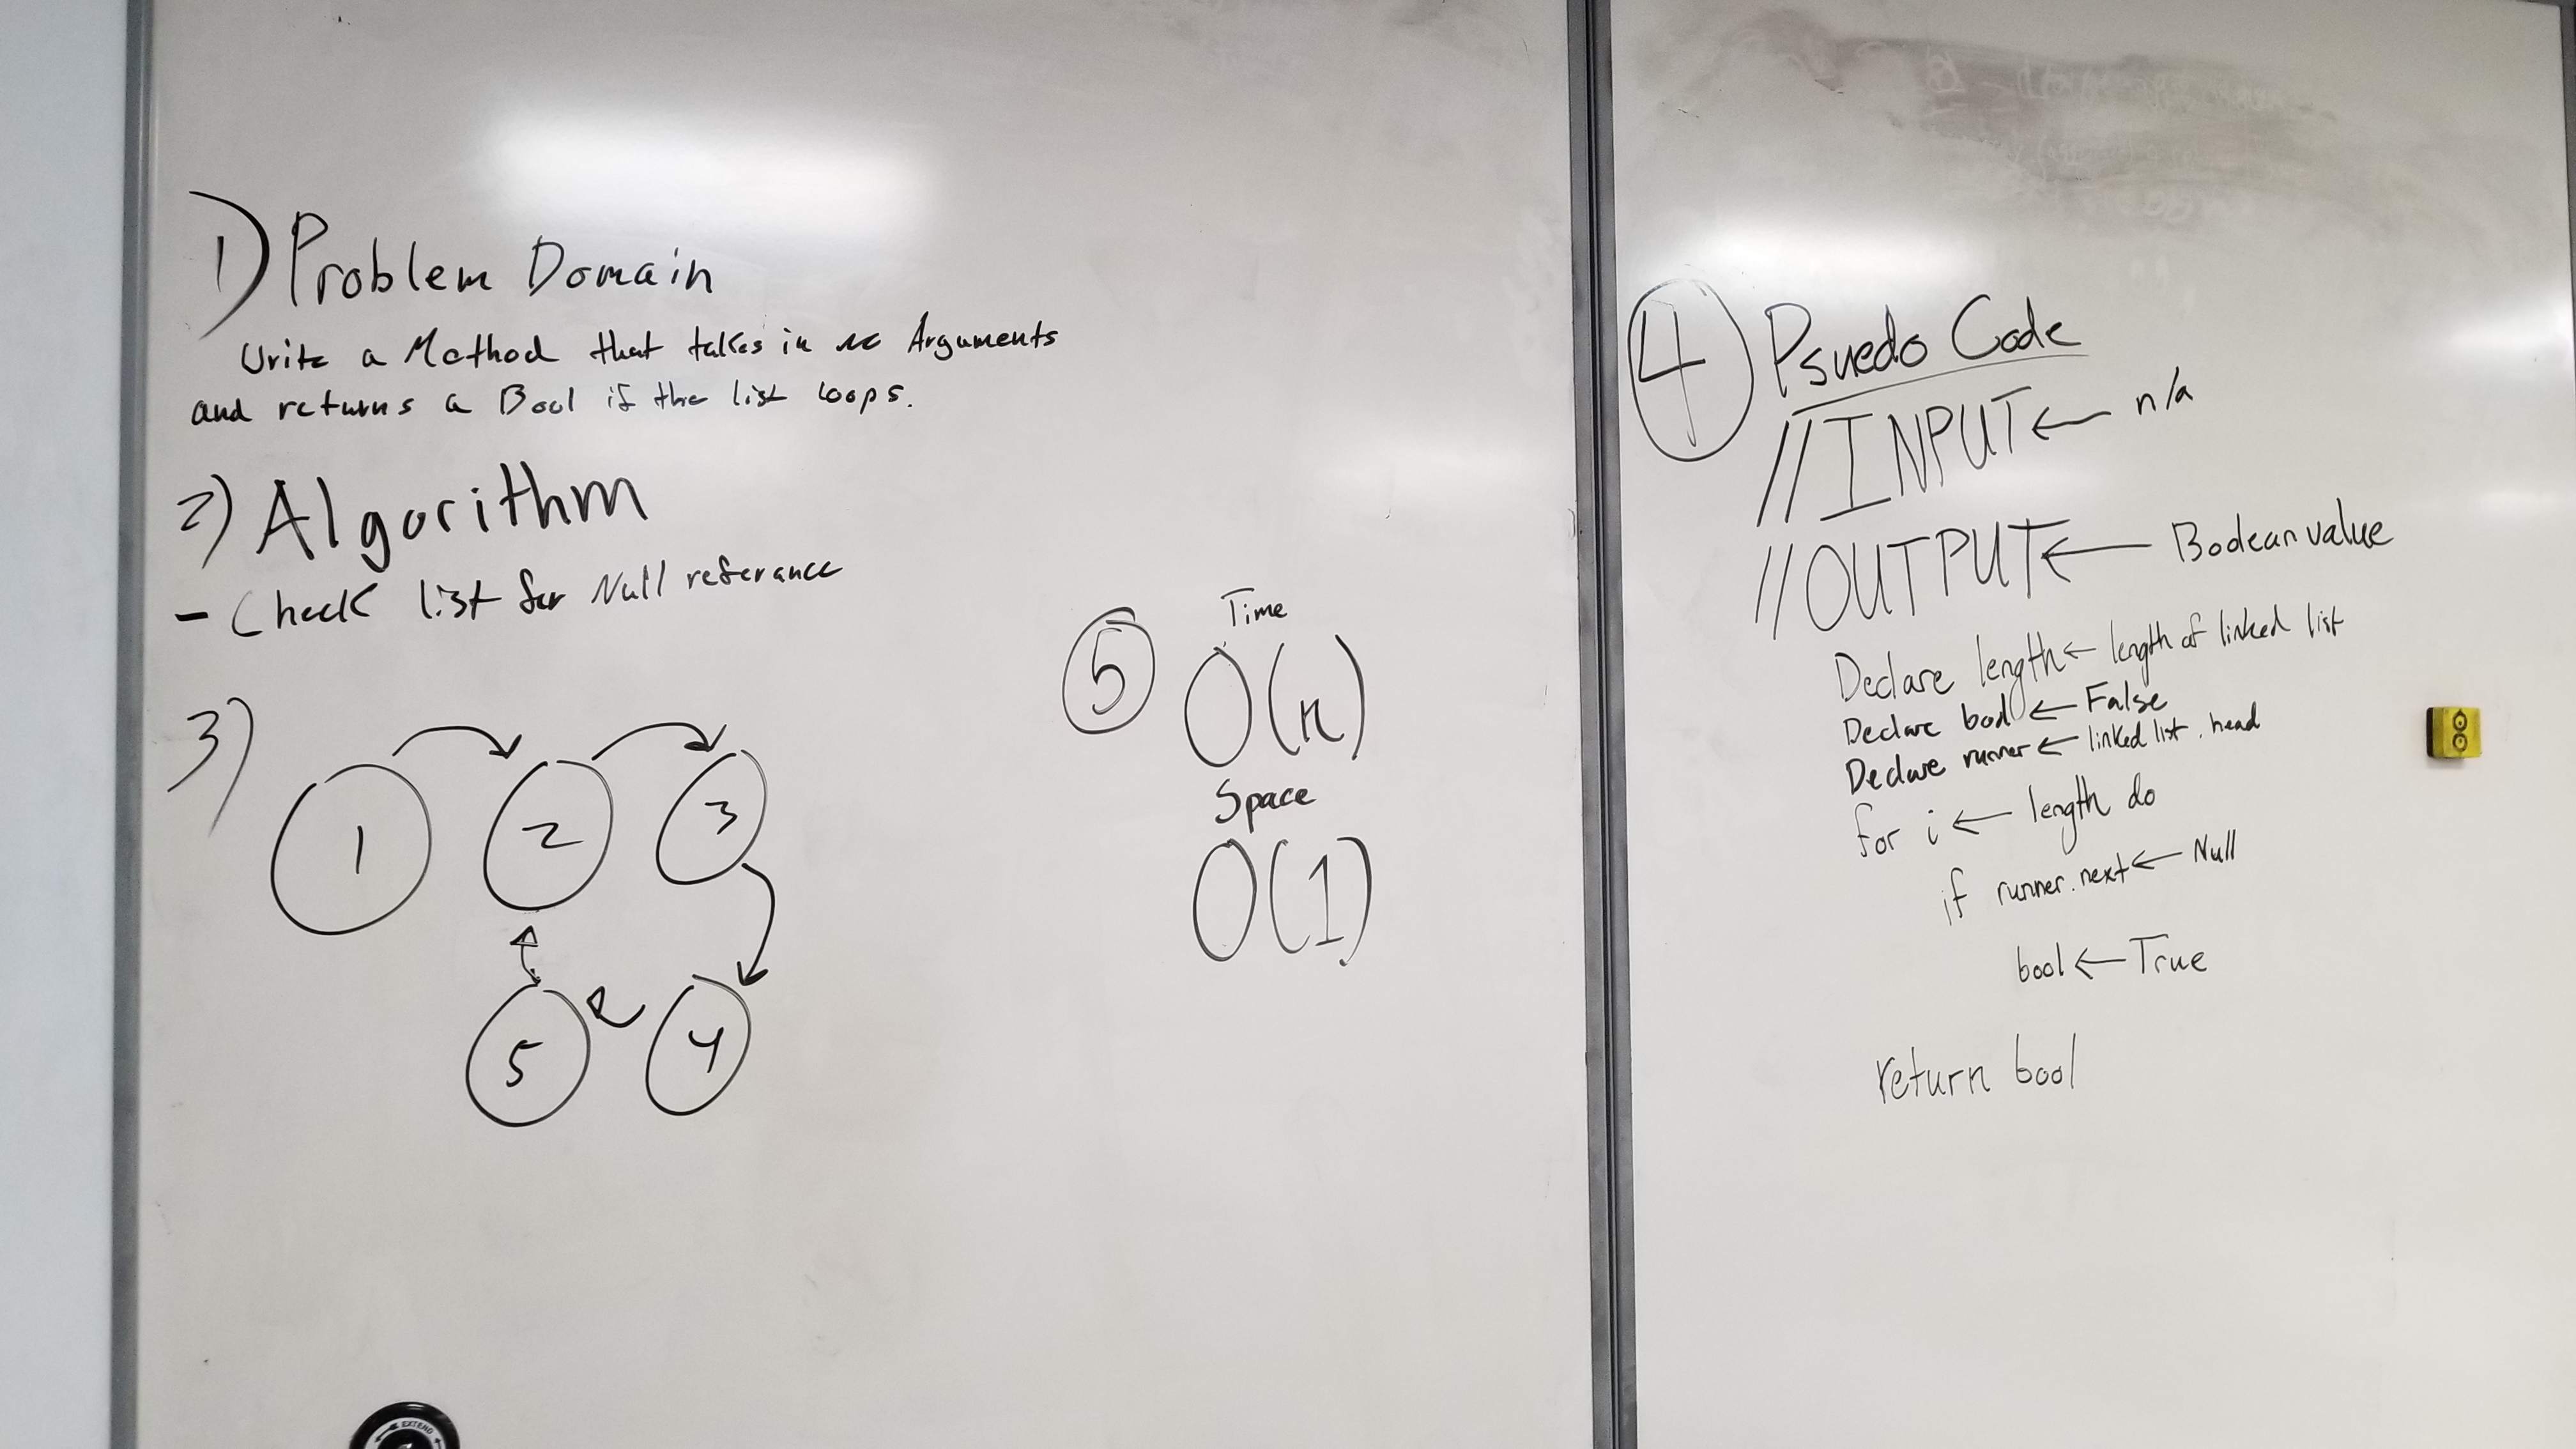 1) Problem Domain
Write a Method that takes in no Arguments
and returns a Bool if the list loops.
2) Algorithm
- Check list for Null referance
3)
1 2 3
5 4
5 Time
O(n)
Space
O(1)
4 Psuedo Code
//INPUT ← n/a
//OUTPUT ← Boolean value
Declare length ← length of linked list
Declare bool ← False
Declare runner ← linked list . head
for i ← length do
if runner.next ← Null
bool ← True
return bool
EXTEND